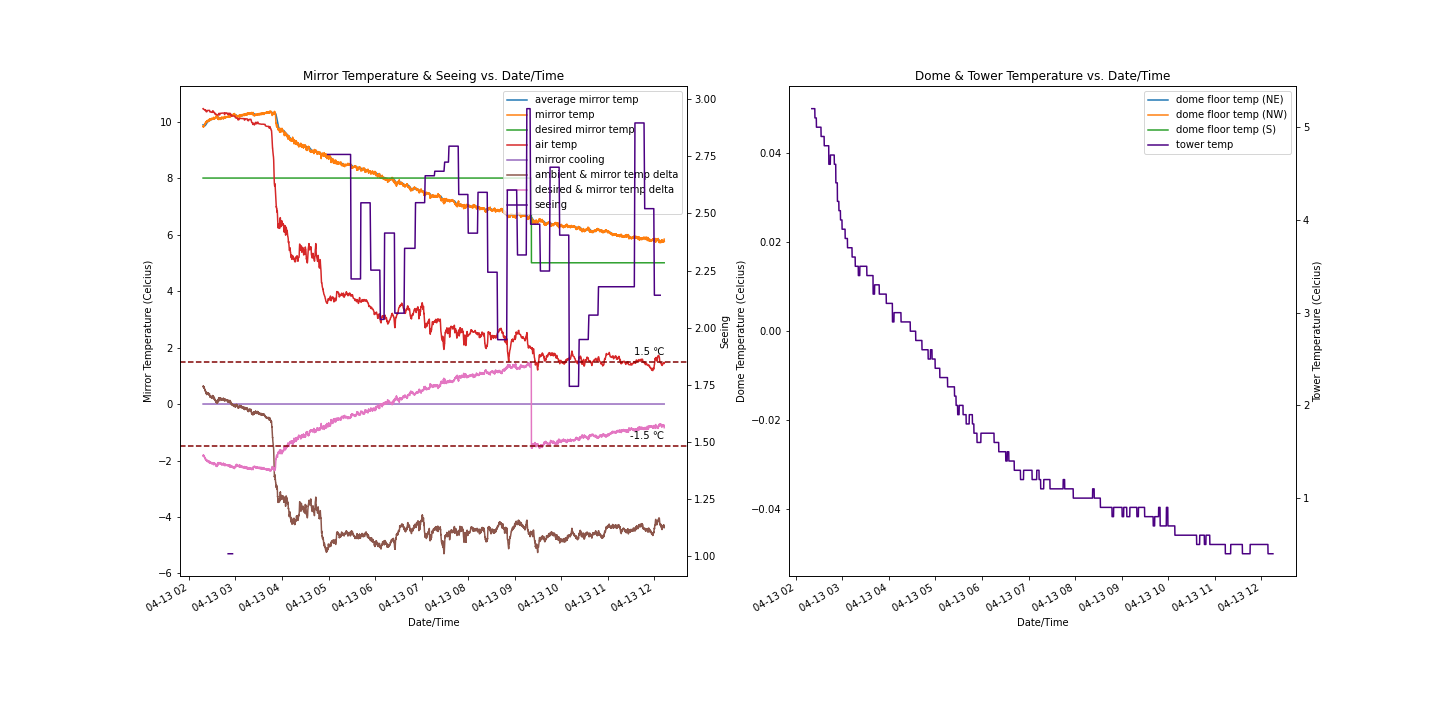 Mirror Temperature & Seeing vs. Date/Time
average mirror temp
mirror temp
desired mirror temp
air temp
mirror cooling
ambient & mirror temp delta
desired & mirror temp delta
seeing
10
8
6
4
2
0
−2
−4
−6
Mirror Temperature (Celcius)
3.00
2.75
2.50
2.25
2.00
1.75
1.50
1.25
1.00
Seeing
1.5 °C
-1.5 °C
04-13 02
04-13 03
04-13 04
04-13 05
04-13 06
04-13 07
04-13 08
04-13 09
04-13 10
04-13 11
04-13 12
Date/Time
Dome & Tower Temperature vs. Date/Time
dome floor temp (NE)
dome floor temp (NW)
dome floor temp (S)
tower temp
0.04
0.02
0.00
−0.02
−0.04
Dome Temperature (Celcius)
5
4
3
2
1
Tower Temperature (Celcius)
04-13 02
04-13 03
04-13 04
04-13 05
04-13 06
04-13 07
04-13 08
04-13 09
04-13 10
04-13 11
04-13 12
Date/Time